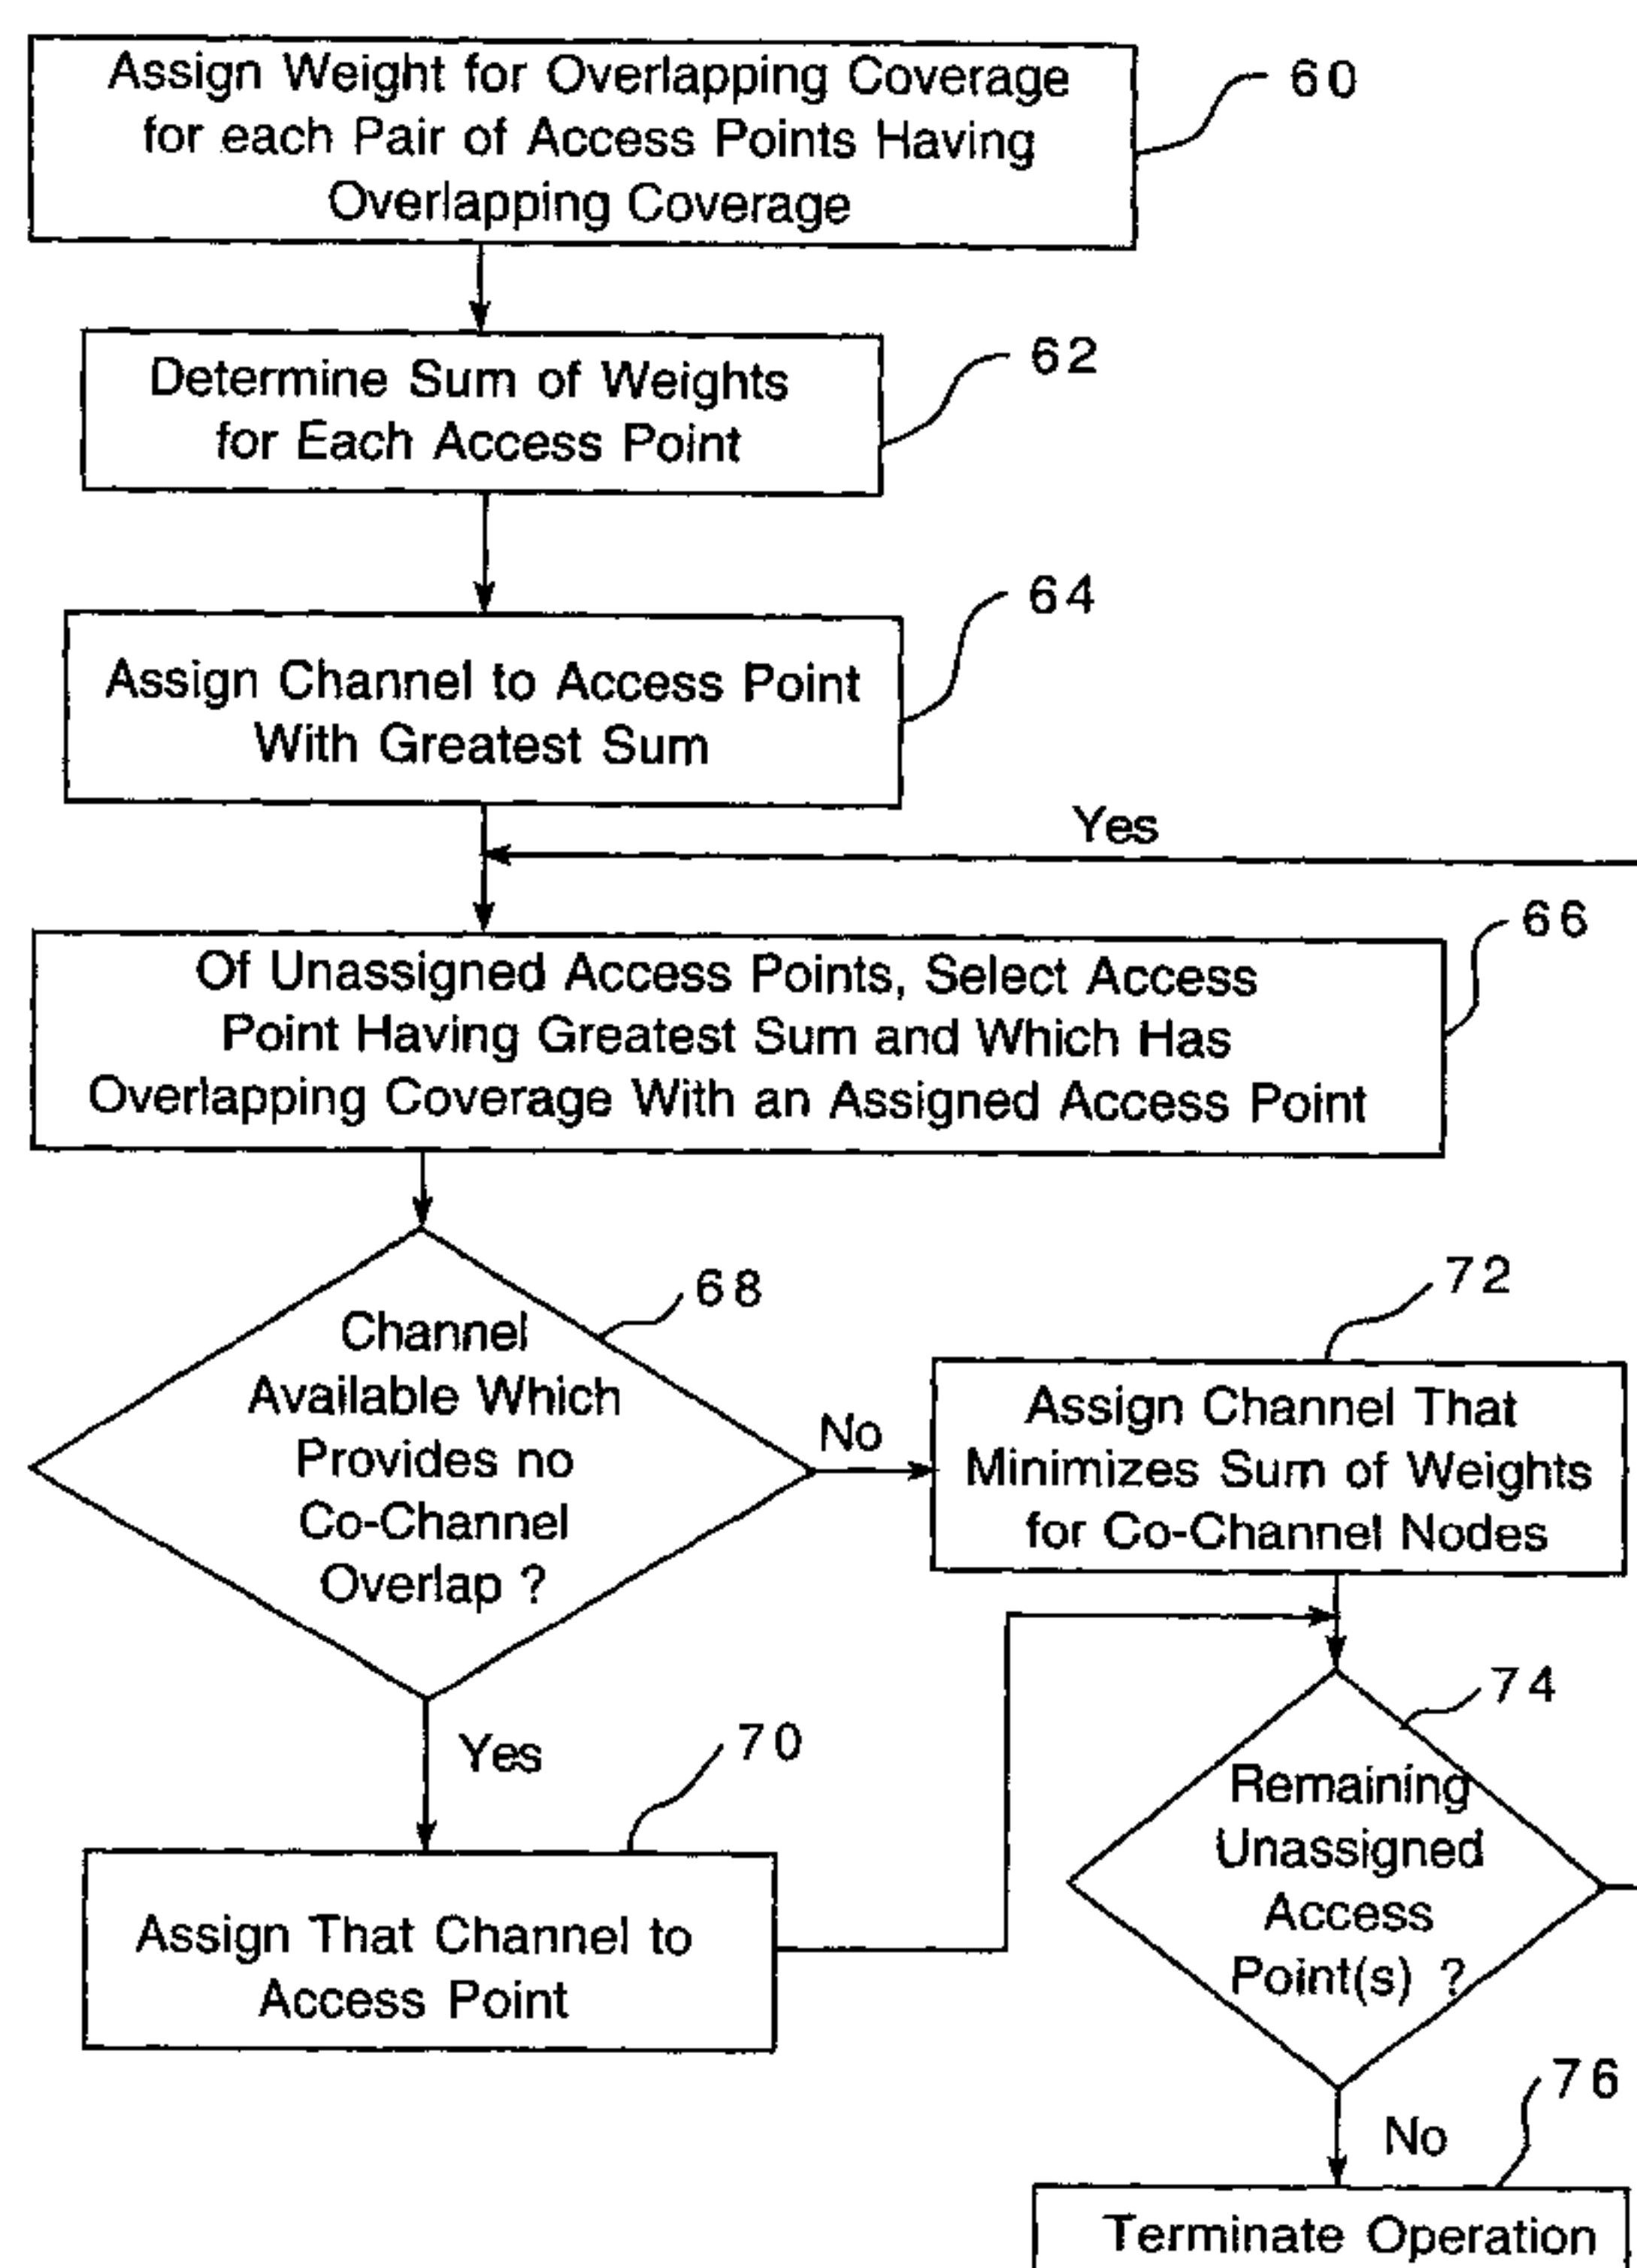 Assign Weight for Overlapping Coverage
for each Pair of Access Points Having
Overlapping Coverage
60
Determine Sum of Weights
for Each Access Point
62
Assign Channel to Access Point
With Greatest Sum
64
Yes
Of Unassigned Access Points, Select Access
Point Having Greatest Sum and Which Has
Overlapping Coverage With an Assigned Access Point
66
Channel
Available Which
Provides no
Co-Channel
Overlap ?
68
No
Assign Channel That
Minimizes Sum of Weights
for Co-Channel Nodes
72
Yes
Assign That Channel to
Access Point
70
Remaining
Unassigned
Access
Point(s) ?
74
No
Terminate Operation
76